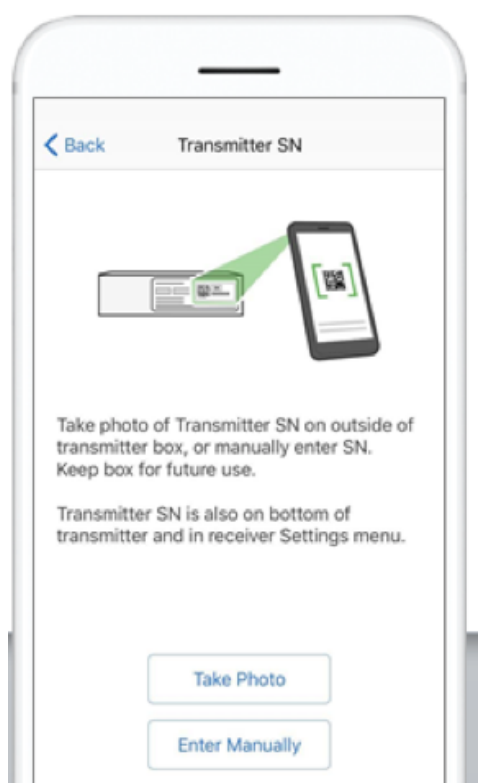 Back
Transmitter SN
Take photo of Transmitter SN on outside of
transmitter box, or manually enter SN.
Keep box for future use.
Transmitter SN is also on bottom of
transmitter and in receiver Settings menu.
Take Photo
Enter Manually